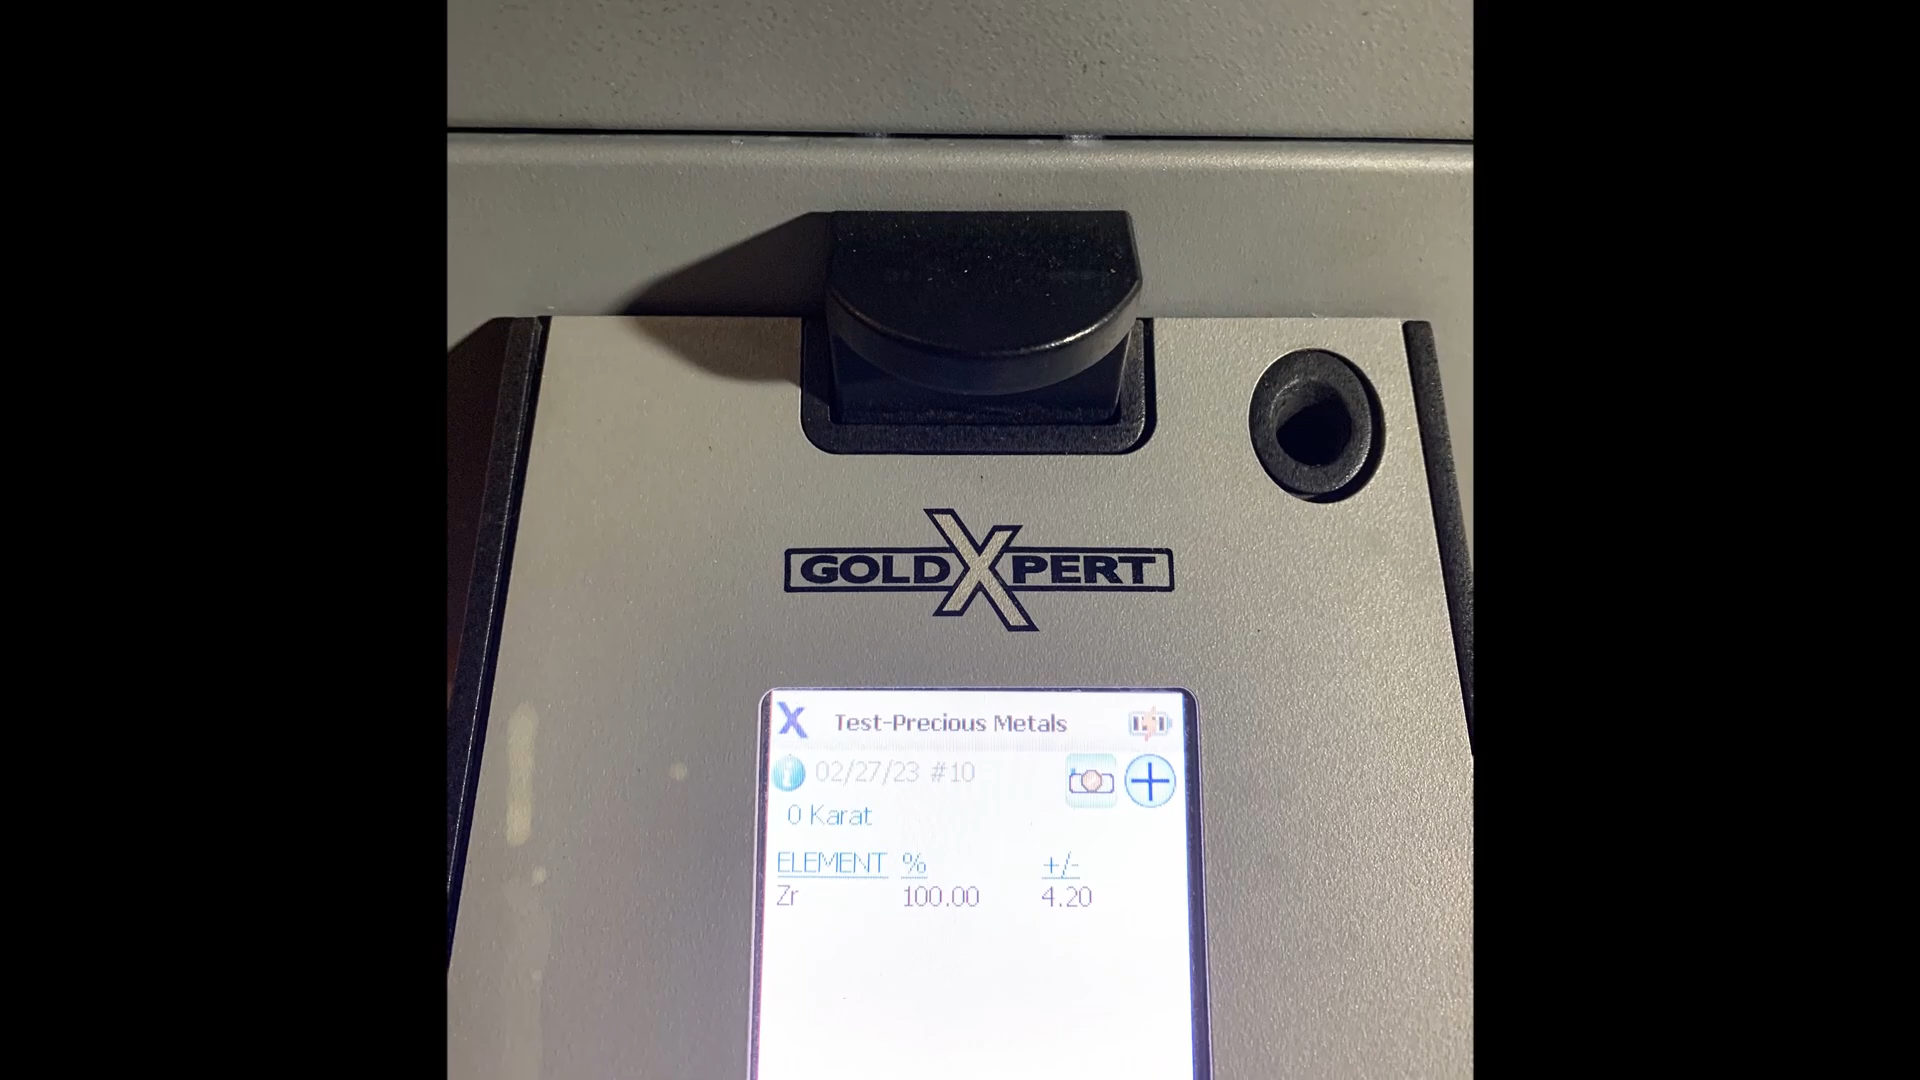 GOLDXPERT
X Test-Precious Metals
i 02/27/23 #10
0 Karat
ELEMENT % +/-
Zr 100.00 4.20